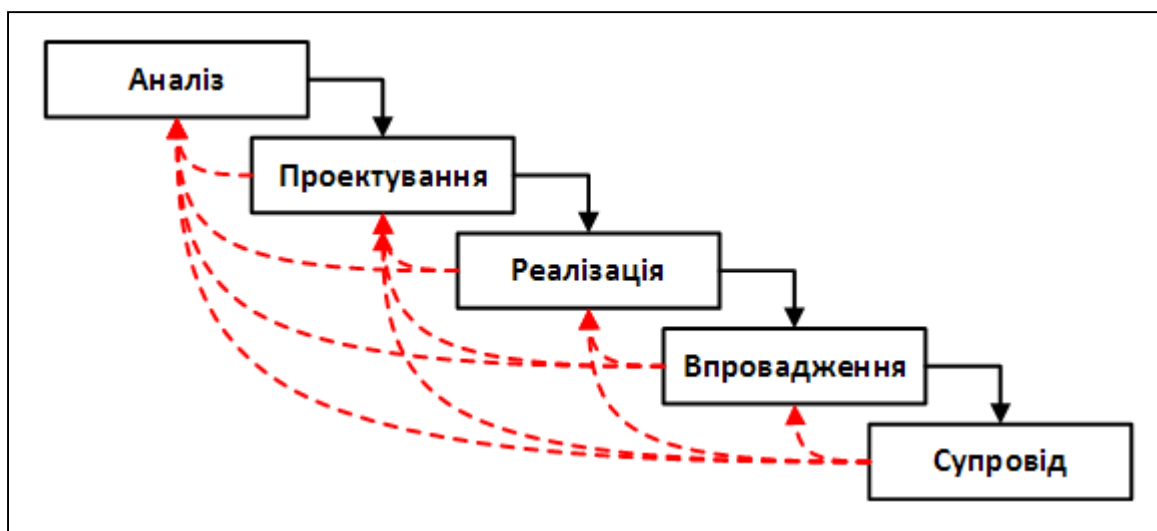 Аналіз
Проектування
Реалізація
Впровадження
Супровід